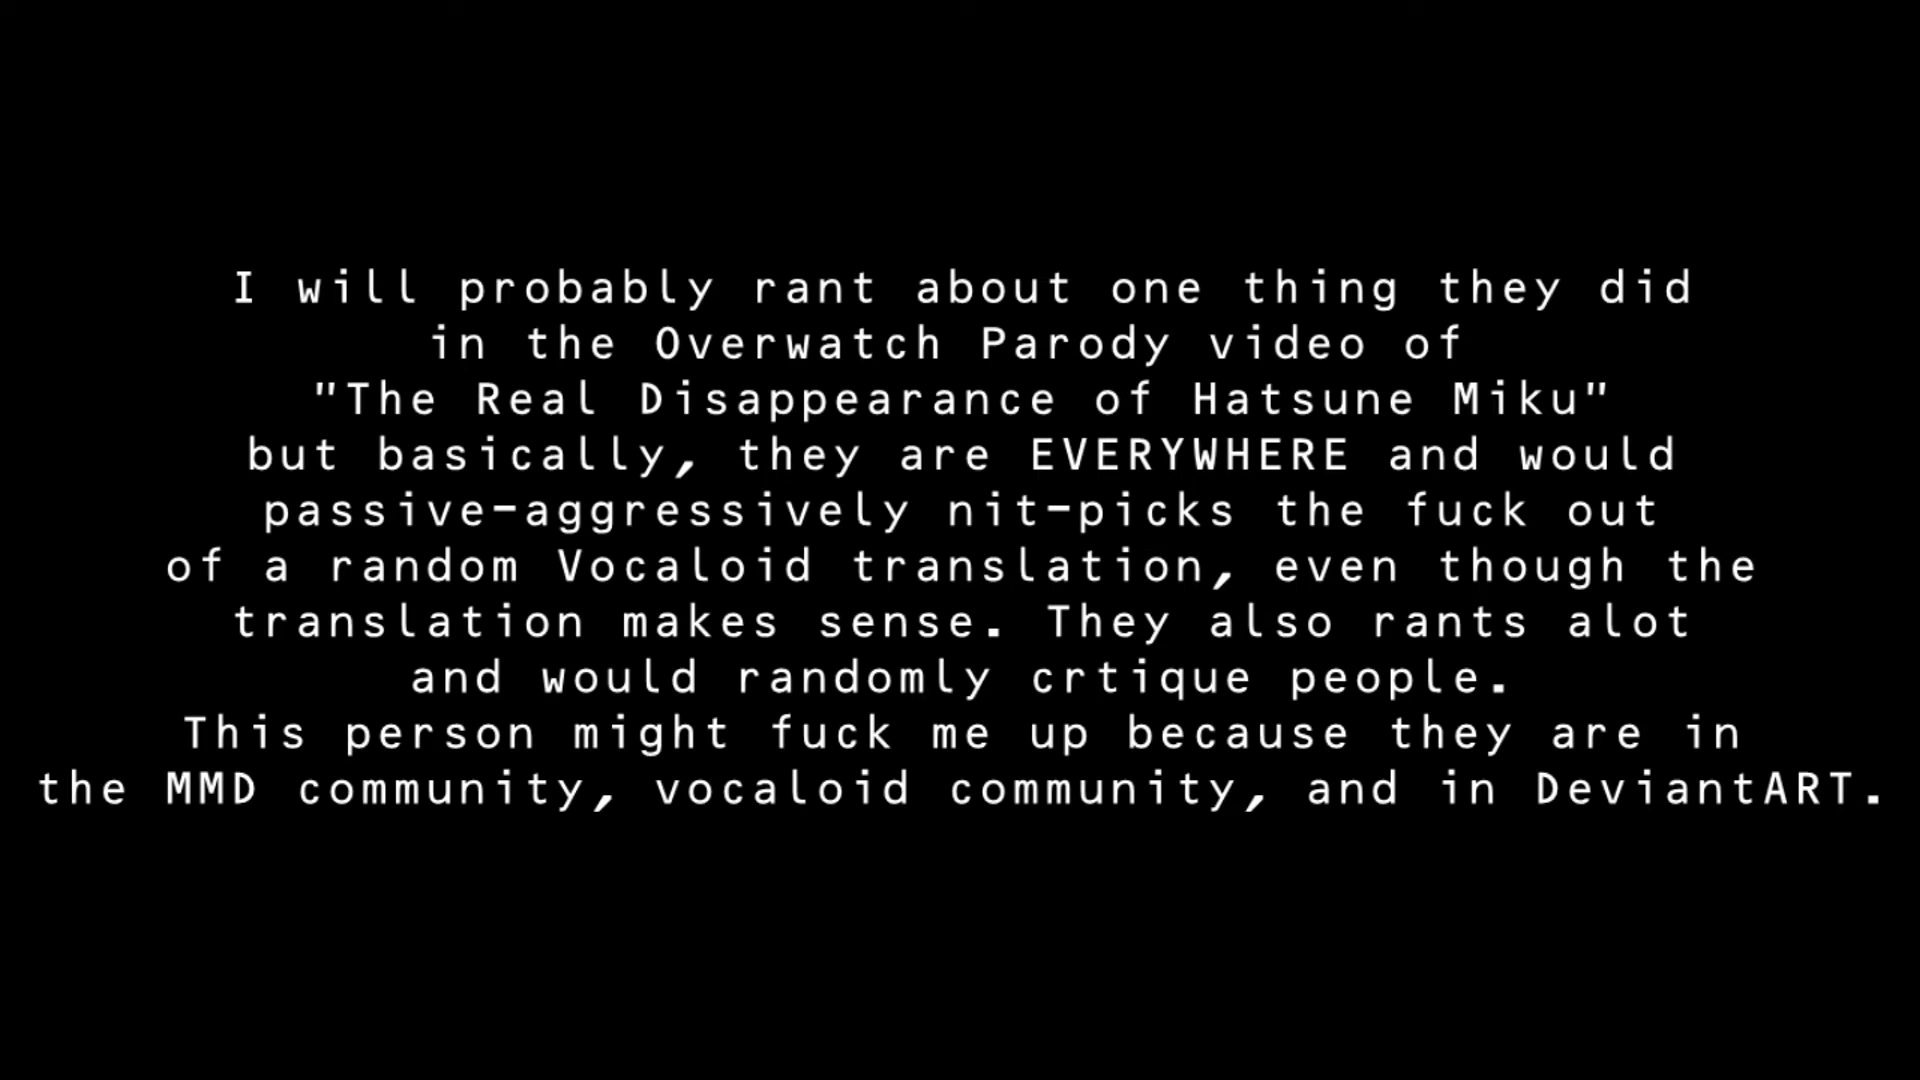 I will probably rant about one thing they did
in the Overwatch Parody video of
"The Real Disappearance of Hatsune Miku"
but basically, they are EVERYWHERE and would
passive-aggressively nit-picks the fuck out
of a random Vocaloid translation, even though the
translation makes sense. They also rants alot
and would randomly crtique people.
This person might fuck me up because they are in
the MMD community, vocaloid community, and in DeviantART.